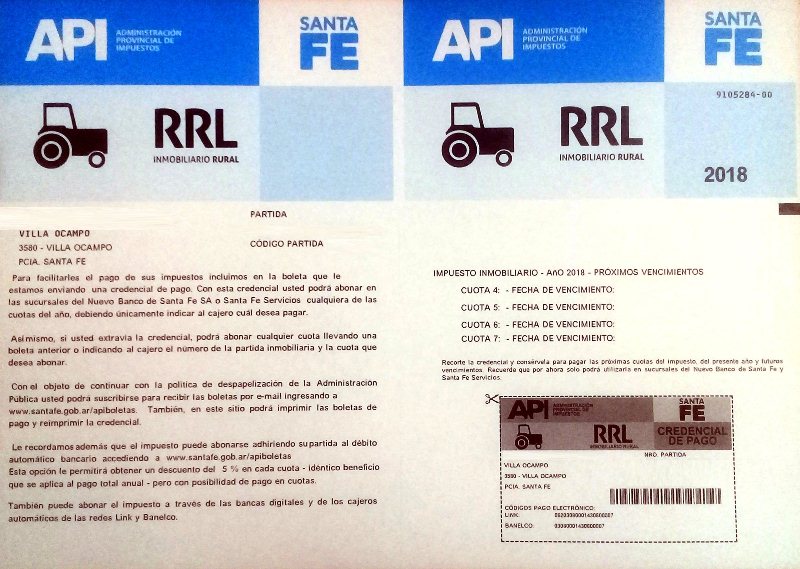 API ADMINISTRACIÓN
PROVINCIAL DE
IMPUESTOS
SANTA
FE
RRL
INMOBILIARIO RURAL
PARTIDA
VILLA OCAMPO
3580 - VILLA OCAMPO
CÓDIGO PARTIDA
PCIA. SANTA FE
Para facilitarles el pago de sus impuestos incluimos en la boleta que le
estamos enviando una credencial de pago. Con esta credencial usted podrá abonar en
las sucursales del Nuevo Banco de Santa Fe SA o Santa Fe Servicios cualquiera de las
cuotas del año, debiendo únicamente indicar al cajero cuál desea pagar.
Asimismo, si usted extravía la credencial, podrá abonar cualquier cuota llevando una
boleta anterior o indicando al cajero el número de la partida inmobiliaria y la cuota que
desea abonar.
Con el objeto de continuar con la política de despapelización de la Administración
Pública usted podrá suscribirse para recibir las boletas por e-mail ingresando a
www.santafe.gob.ar/apiboletas. También, en este sitio podrá imprimir las boletas de
pago y reimprimir la credencial.
Le recordamos además que el impuesto puede abonarse adhiriendo su partida al débito
automático bancario accediendo a www.santafe.gob.ar/apiboletas
Esta opción le permitirá obtener un descuento del 5 % en cada cuota - idéntico beneficio
que se aplica al pago total anual - pero con posibilidad de pago en cuotas.
También puede abonar el impuesto a través de las bancas digitales y de los cajeros
automáticos de las redes Link y Banelco.
API ADMINISTRACIÓN
PROVINCIAL DE
IMPUESTOS
SANTA
FE
9105284-00
RRL
INMOBILIARIO RURAL
2018
IMPUESTO INMOBILIARIO - AñO 2018 - PRÓXIMOS VENCIMIENTOS
CUOTA 4: - FECHA DE VENCIMIENTO:
CUOTA 5: - FECHA DE VENCIMIENTO:
CUOTA 6: - FECHA DE VENCIMIENTO:
CUOTA 7: - FECHA DE VENCIMIENTO:
Recorte la credencial y consérvela para pagar las próximas cuotas del impuesto, del presente año y futuros
vencimientos. Recuerde que por ahora solo podrá utilizarla en sucursales del Nuevo Banco de Santa Fe y
Santa Fe Servicios.
API ADMINISTRACIÓN
PROVINCIAL DE
IMPUESTOS
SANTA
FE
RRL
INMOBILIARIO RURAL
CREDENCIAL
DE PAGO
NRO. PARTIDA
VILLA OCAMPO
3580 - VILLA OCAMPO
PCIA. SANTA FE
CÓDIGOS PAGO ELECTRÓNICO:
LINK:
BANELCO: